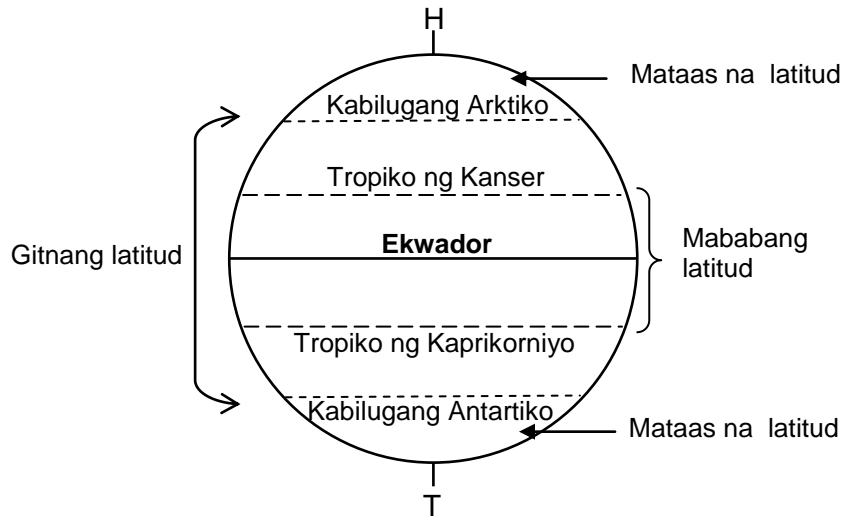 H
Mataas na latitud
Kabilugang Arktiko
Tropiko ng Kanser
Ekwador
Gitnang latitud
Mababang
latitud
Tropiko ng Kaprikorniyo
Kabilugang Antartiko
Mataas na latitud
T